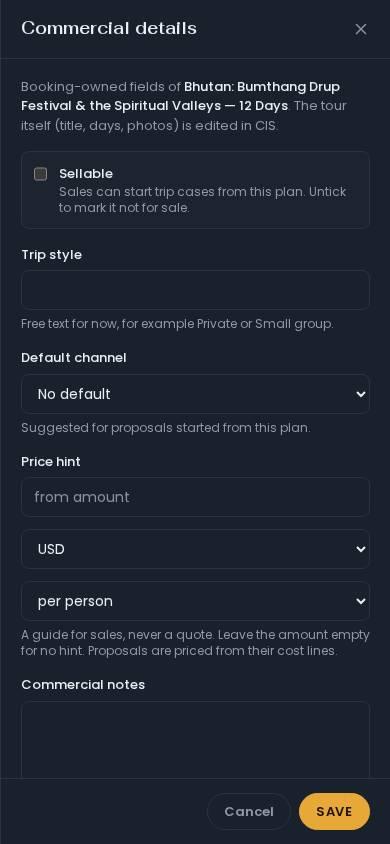 Commercial details
Booking-owned fields of Bhutan: Bumthang Drup
Festival & the Spiritual Valleys — 12 Days. The tour
itself (title, days, photos) is edited in CIS.
Sellable
Sales can start trip cases from this plan. Untick
to mark it not for sale.
Trip style
Free text for now, for example Private or Small group.
Default channel
No default
Suggested for proposals started from this plan.
Price hint
from amount
USD
per person
A guide for sales, never a quote. Leave the amount empty
for no hint. Proposals are priced from their cost lines.
Commercial notes
Cancel
SAVE